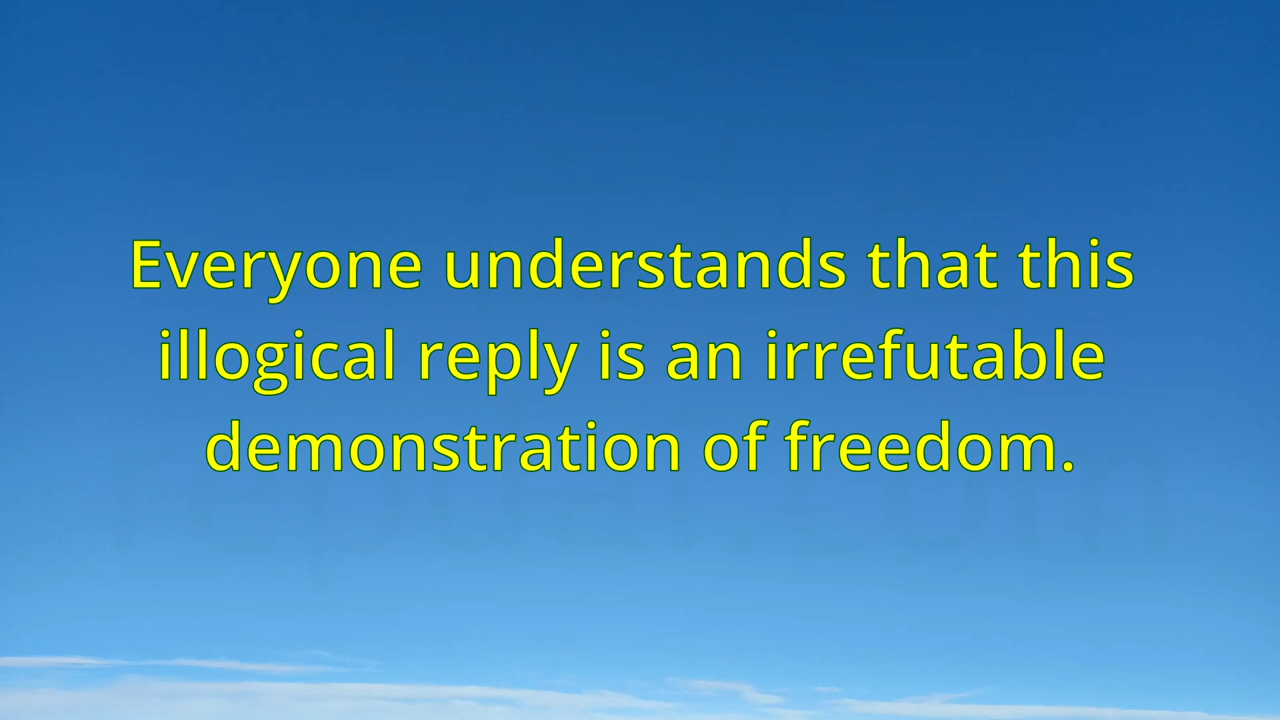 Everyone understands that this
illogical reply is an irrefutable
demonstration of freedom.